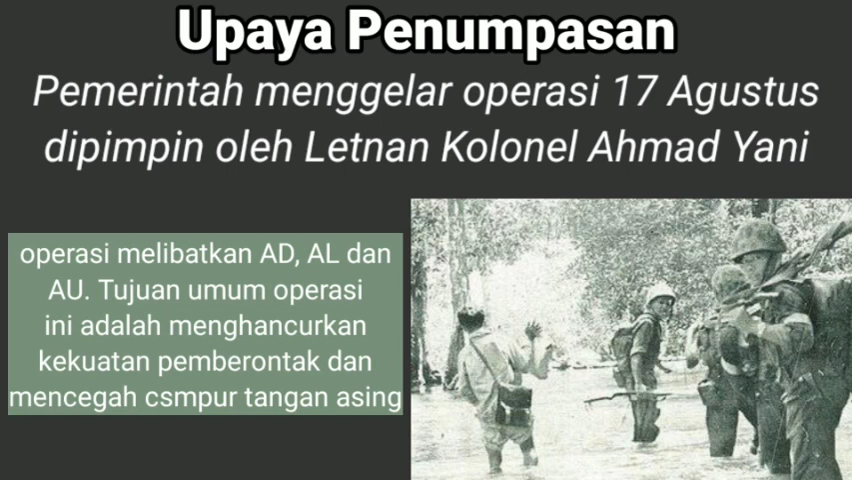 Upaya Penumpasan
Pemerintah menggelar operasi 17 Agustus
dipimpin oleh Letnan Kolonel Ahmad Yani
operasi melibatkan AD, AL dan
AU. Tujuan umum operasi
ini adalah menghancurkan
kekuatan pemberontak dan
mencegah csmpur tangan asing